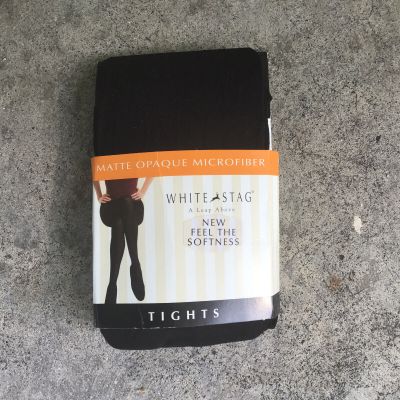 MATTE OPAQUE MICROFIBER
WHITE STAG®
A Leap Above
NEW
FEEL THE
SOFTNESS
TIGHTS